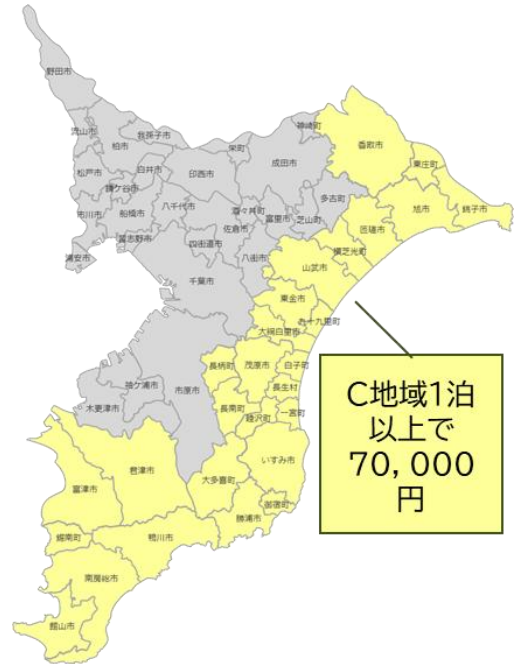 野田市
流山市
柏市
我孫子市
松戸市
鎌ケ谷市
白井市
印西市
栄町
成田市
神崎町
香取市
東庄町
銚子市
旭市
匝瑳市
多古町
芝山町
横芝光町
市川市
船橋市
八千代市
酒々井町
富里市
佐倉市
浦安市
習志野市
四街道市
八街市
山武市
千葉市
東金市
九十九里町
大網白里市
長柄町
茂原市
白子町
長生村
袖ケ浦市
市原市
木更津市
長南町
睦沢町
一宮町
君津市
いすみ市
富津市
大多喜町
御宿町
勝浦市
鋸南町
鴨川市
南房総市
館山市
C地域1泊
以上で
70,000
円